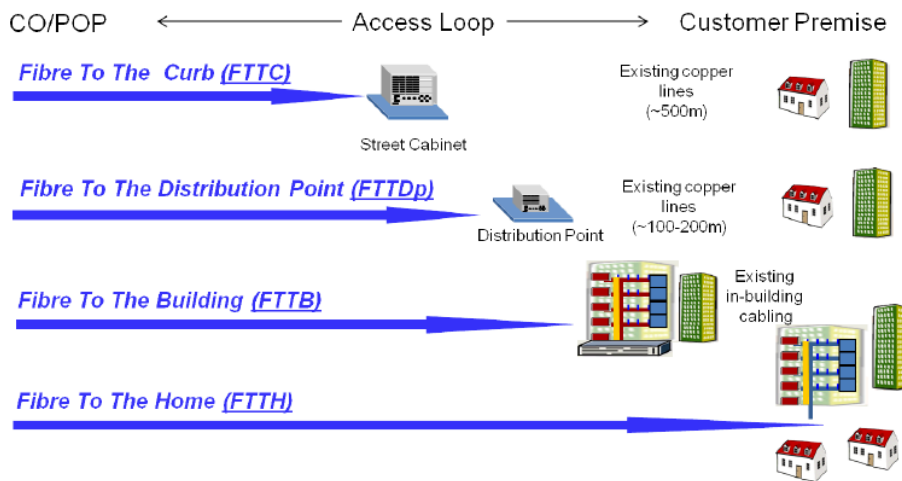 CO/POP
Access Loop
Customer Premise
Fibre To The Curb (FTTC)
Street Cabinet
Existing copper
lines
(~500m)
Fibre To The Distribution Point (FTTDp)
Distribution Point
Existing copper
lines
(~100-200m)
Fibre To The Building (FTTB)
Existing
in-building
cabling
Fibre To The Home (FTTH)